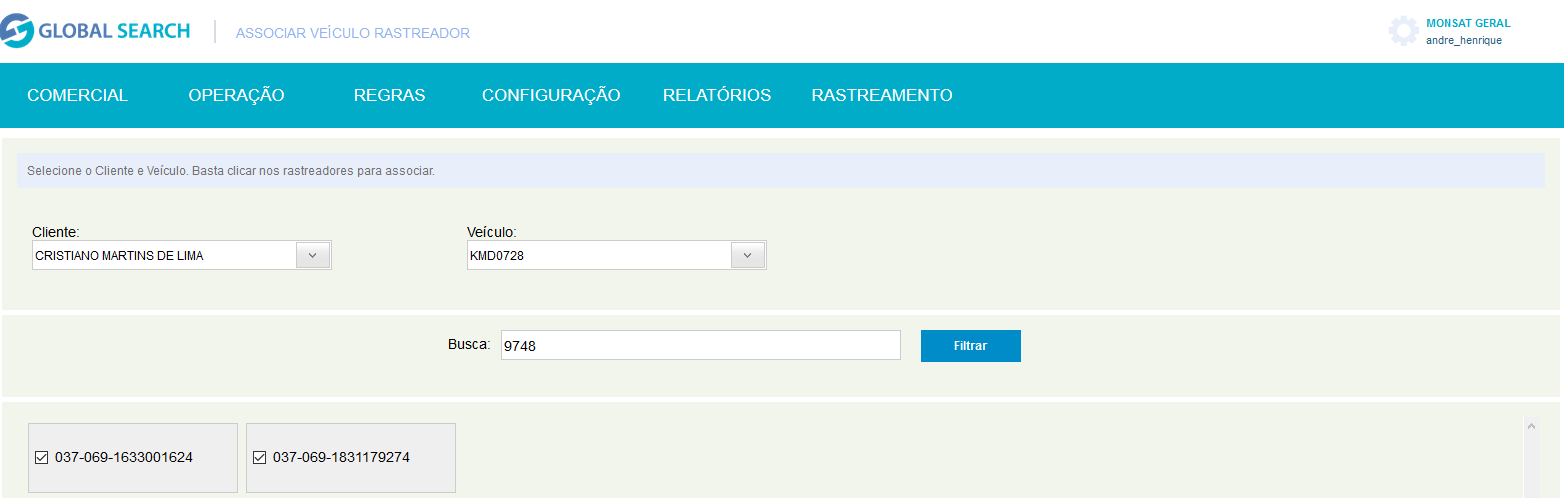 GLOBAL SEARCH
ASSOCIAR VEÍCULO RASTREADOR
MONSAT GERAL
andre_henrique
COMERCIAL OPERAÇÃO REGRAS CONFIGURAÇÃO RELATÓRIOS RASTREAMENTO
Selecione o Cliente e Veículo. Basta clicar nos rastreadores para associar.
Cliente: Veículo:
CRISTIANO MARTINS DE LIMA KMD0728
Busca: 9748 Filtrar
037-069-1633001624 037-069-1831179274